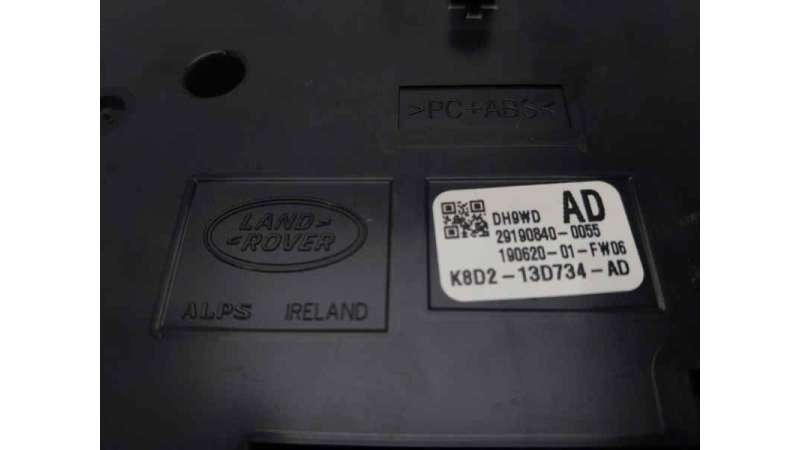 >PC+ABS<
LAND>
<ROVER
ALPS IRELAND
DH9WD AD
29190840-0055
190620-01-FW06
K8D2-13D734-AD